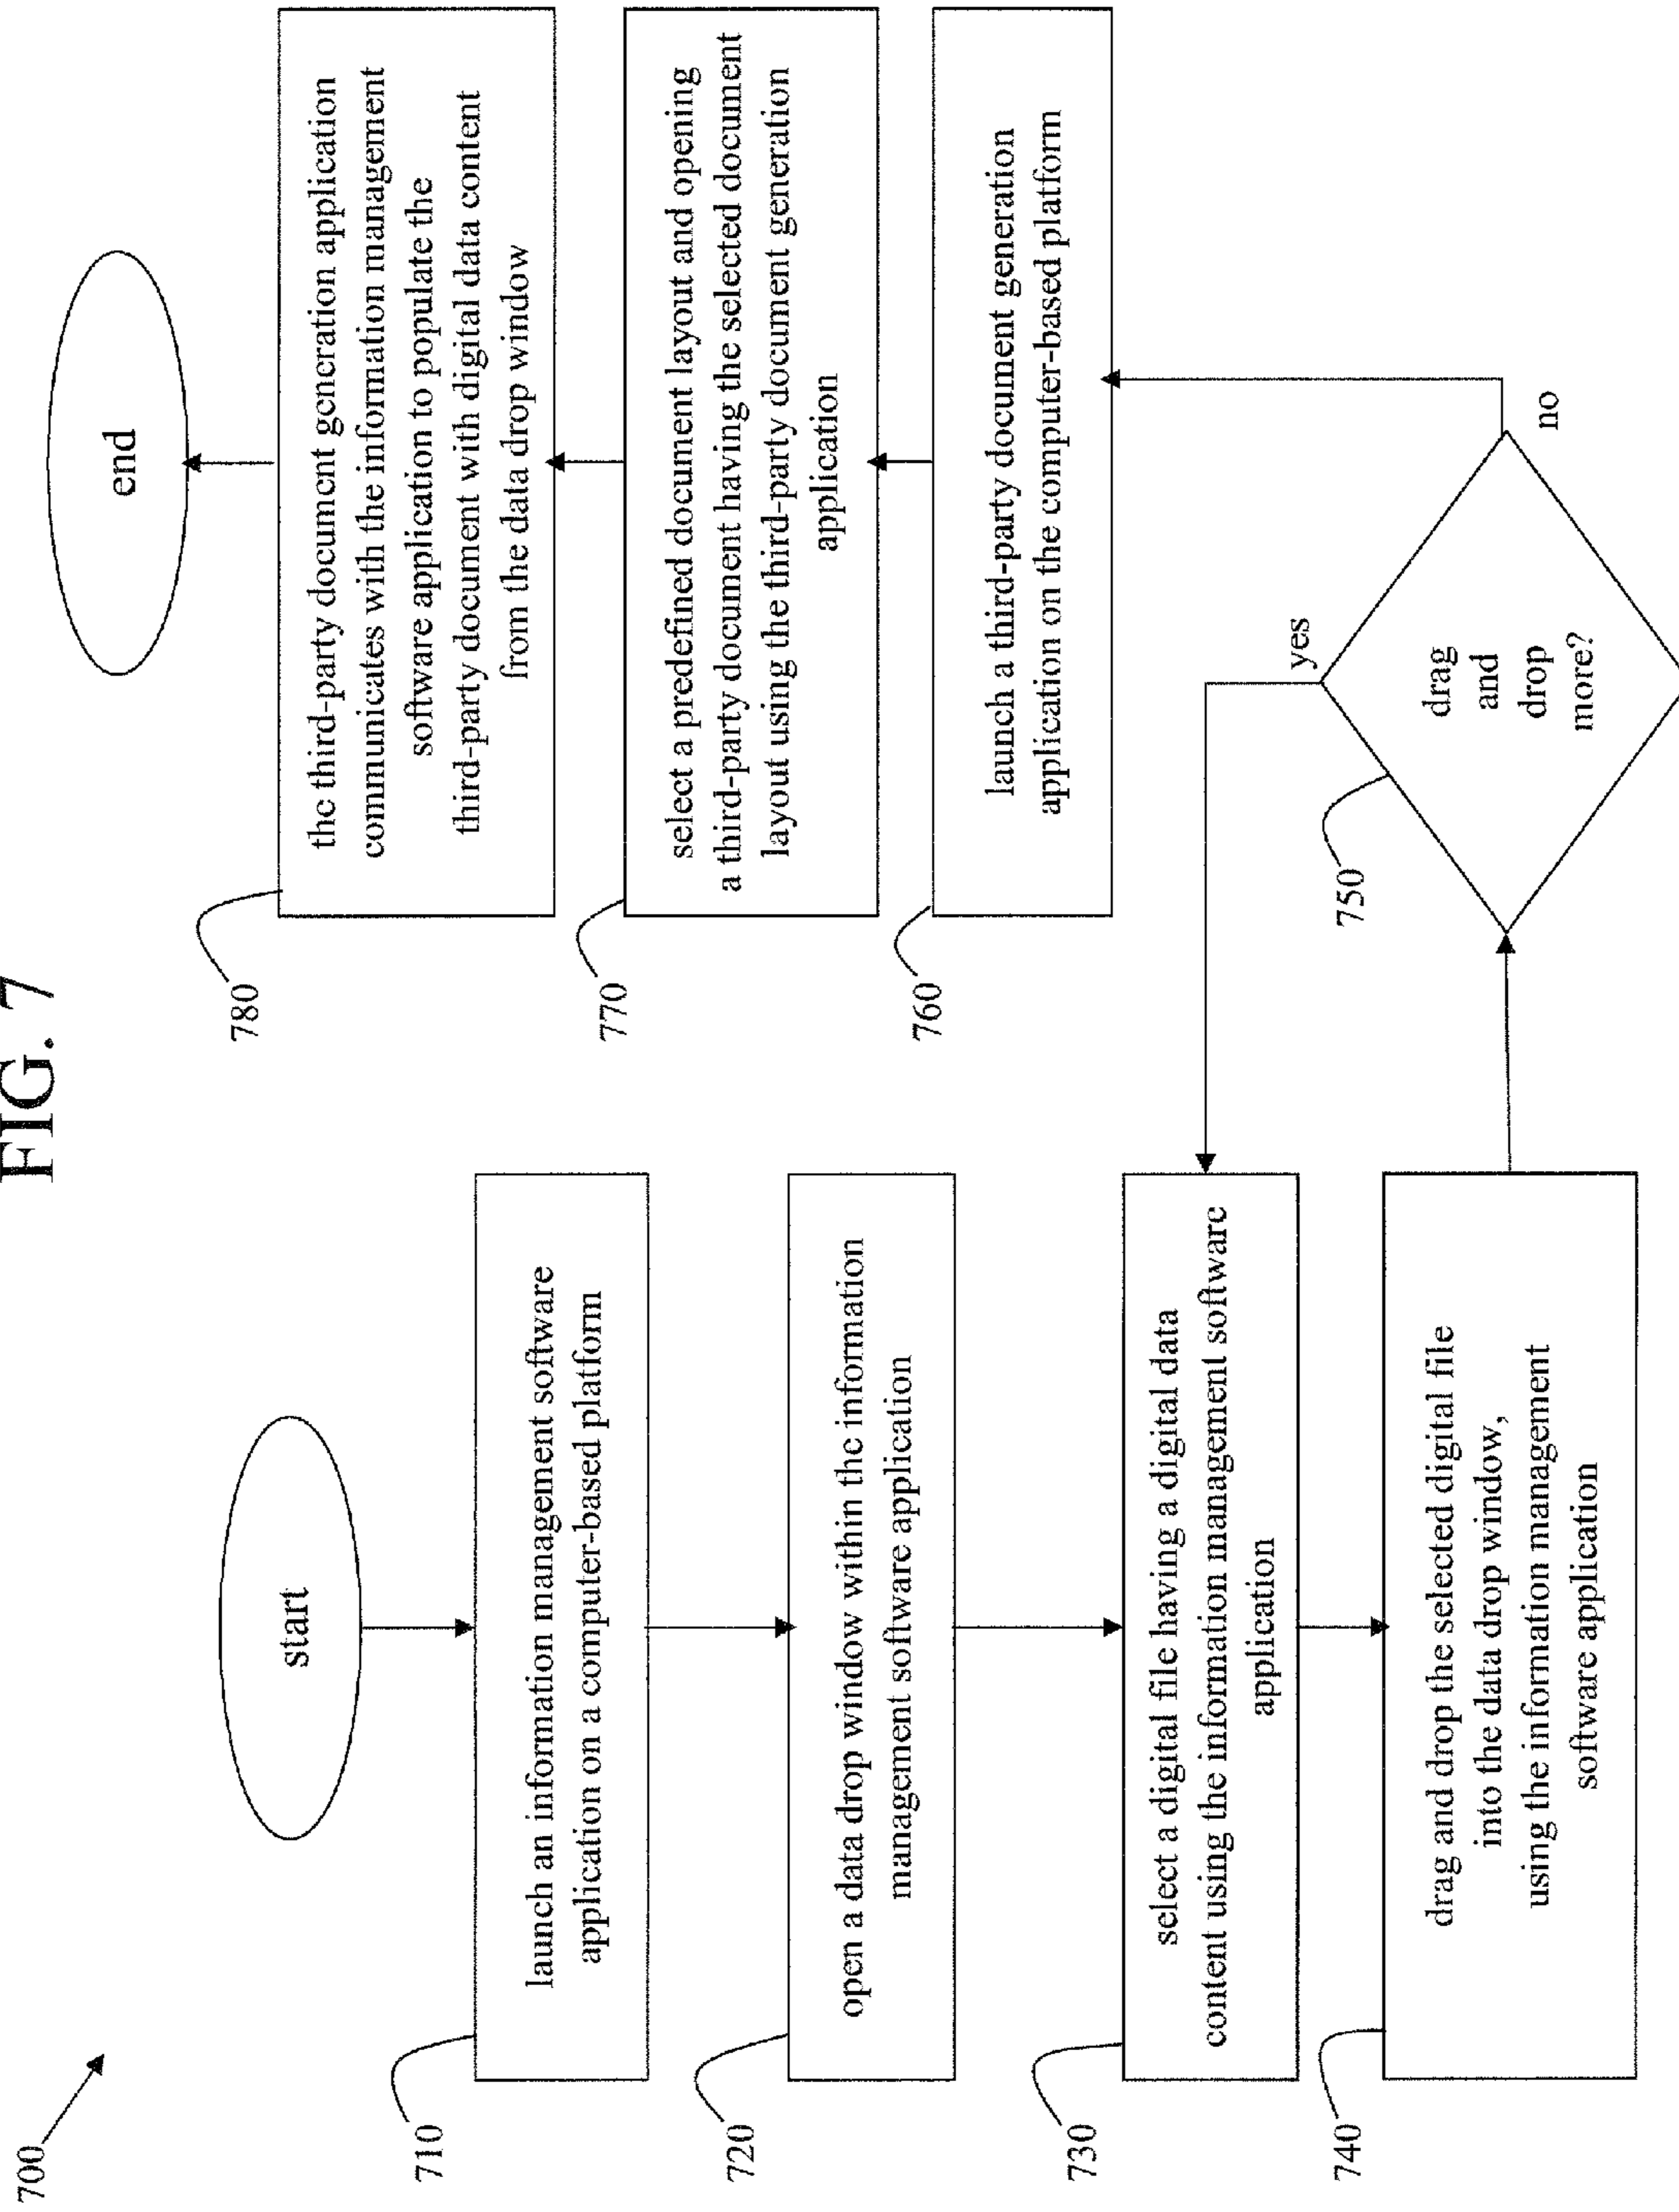 FIG. 7
700
start
710
launch an information management software
application on a computer-based platform
720
open a data drop window within the information
management software application
730
select a digital file having a digital data
content using the information management software
application
740
drag and drop the selected digital file
into the data drop window,
using the information management
software application
750
drag
and
drop
more?
yes
no
760
launch a third-party document generation
application on the computer-based platform
770
select a predefined document layout and opening
a third-party document having the selected document
layout using the third-party document generation
application
780
the third-party document generation application
communicates with the information management
software application to populate the
third-party document with digital data content
from the data drop window
end